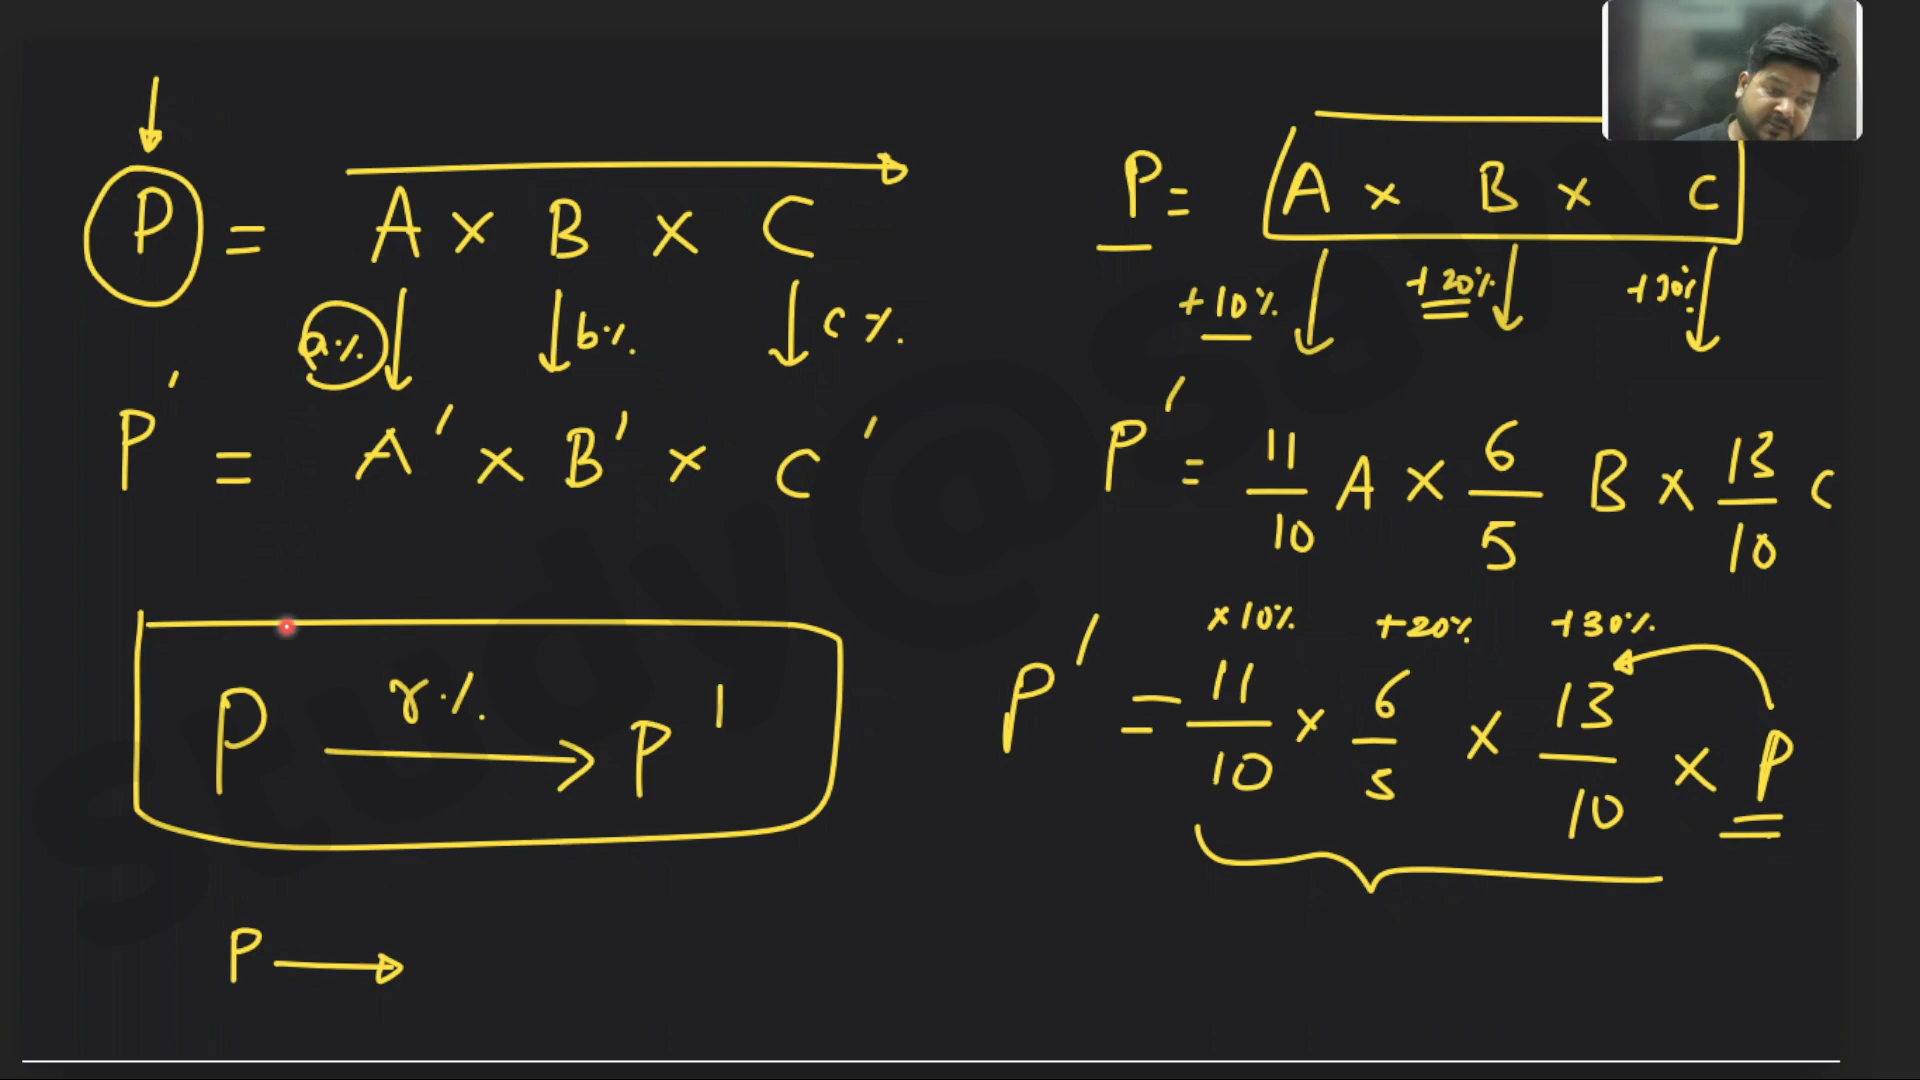 P = A × B × C
a% b% c%
P' = A' × B' × C'
P r% → P'
P →
P = A × B × C
+10% +20% +30%
P' = 11/10 A × 6/5 B × 13/10 C
×10% +20% +30%
P' = 11/10 × 6/5 × 13/10 × P